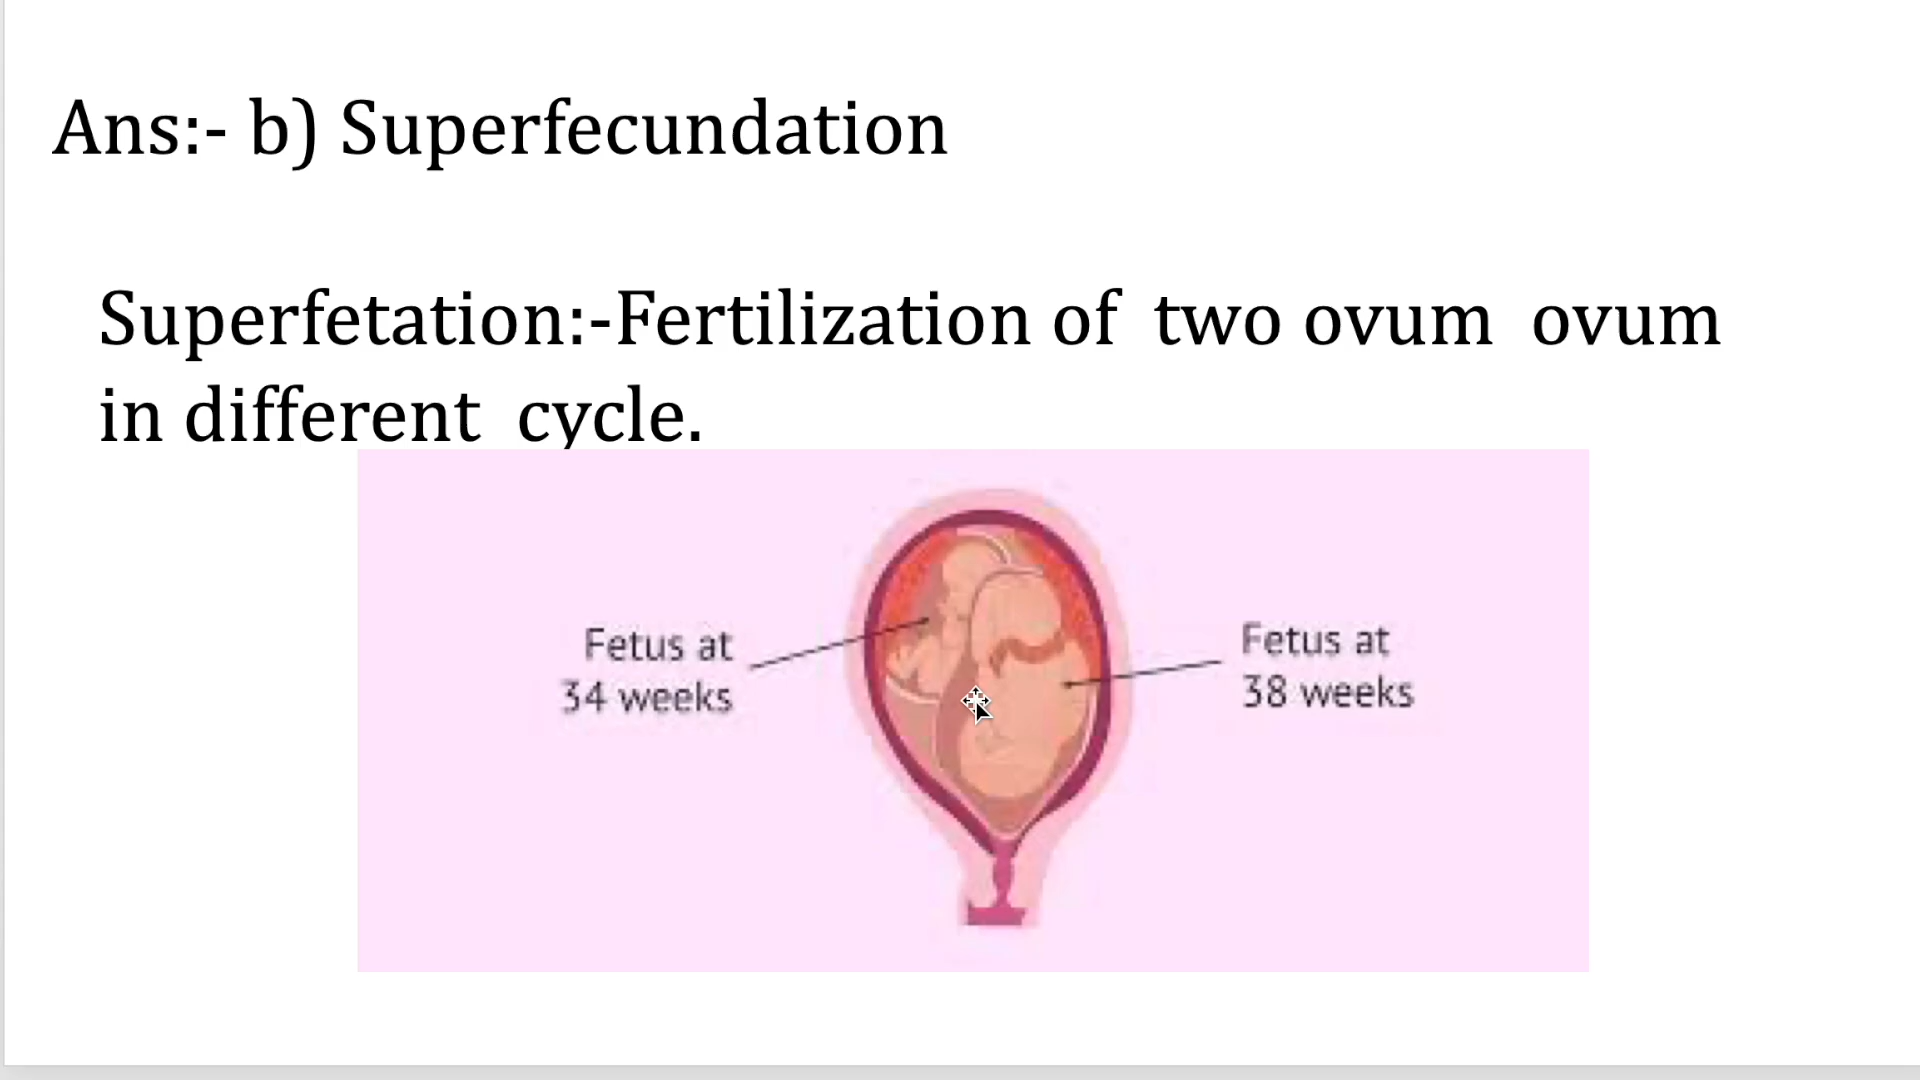 Ans:- b) Superfecundation
Superfetation:-Fertilization of two ovum ovum
in different cycle.
Fetus at
34 weeks
Fetus at
38 weeks